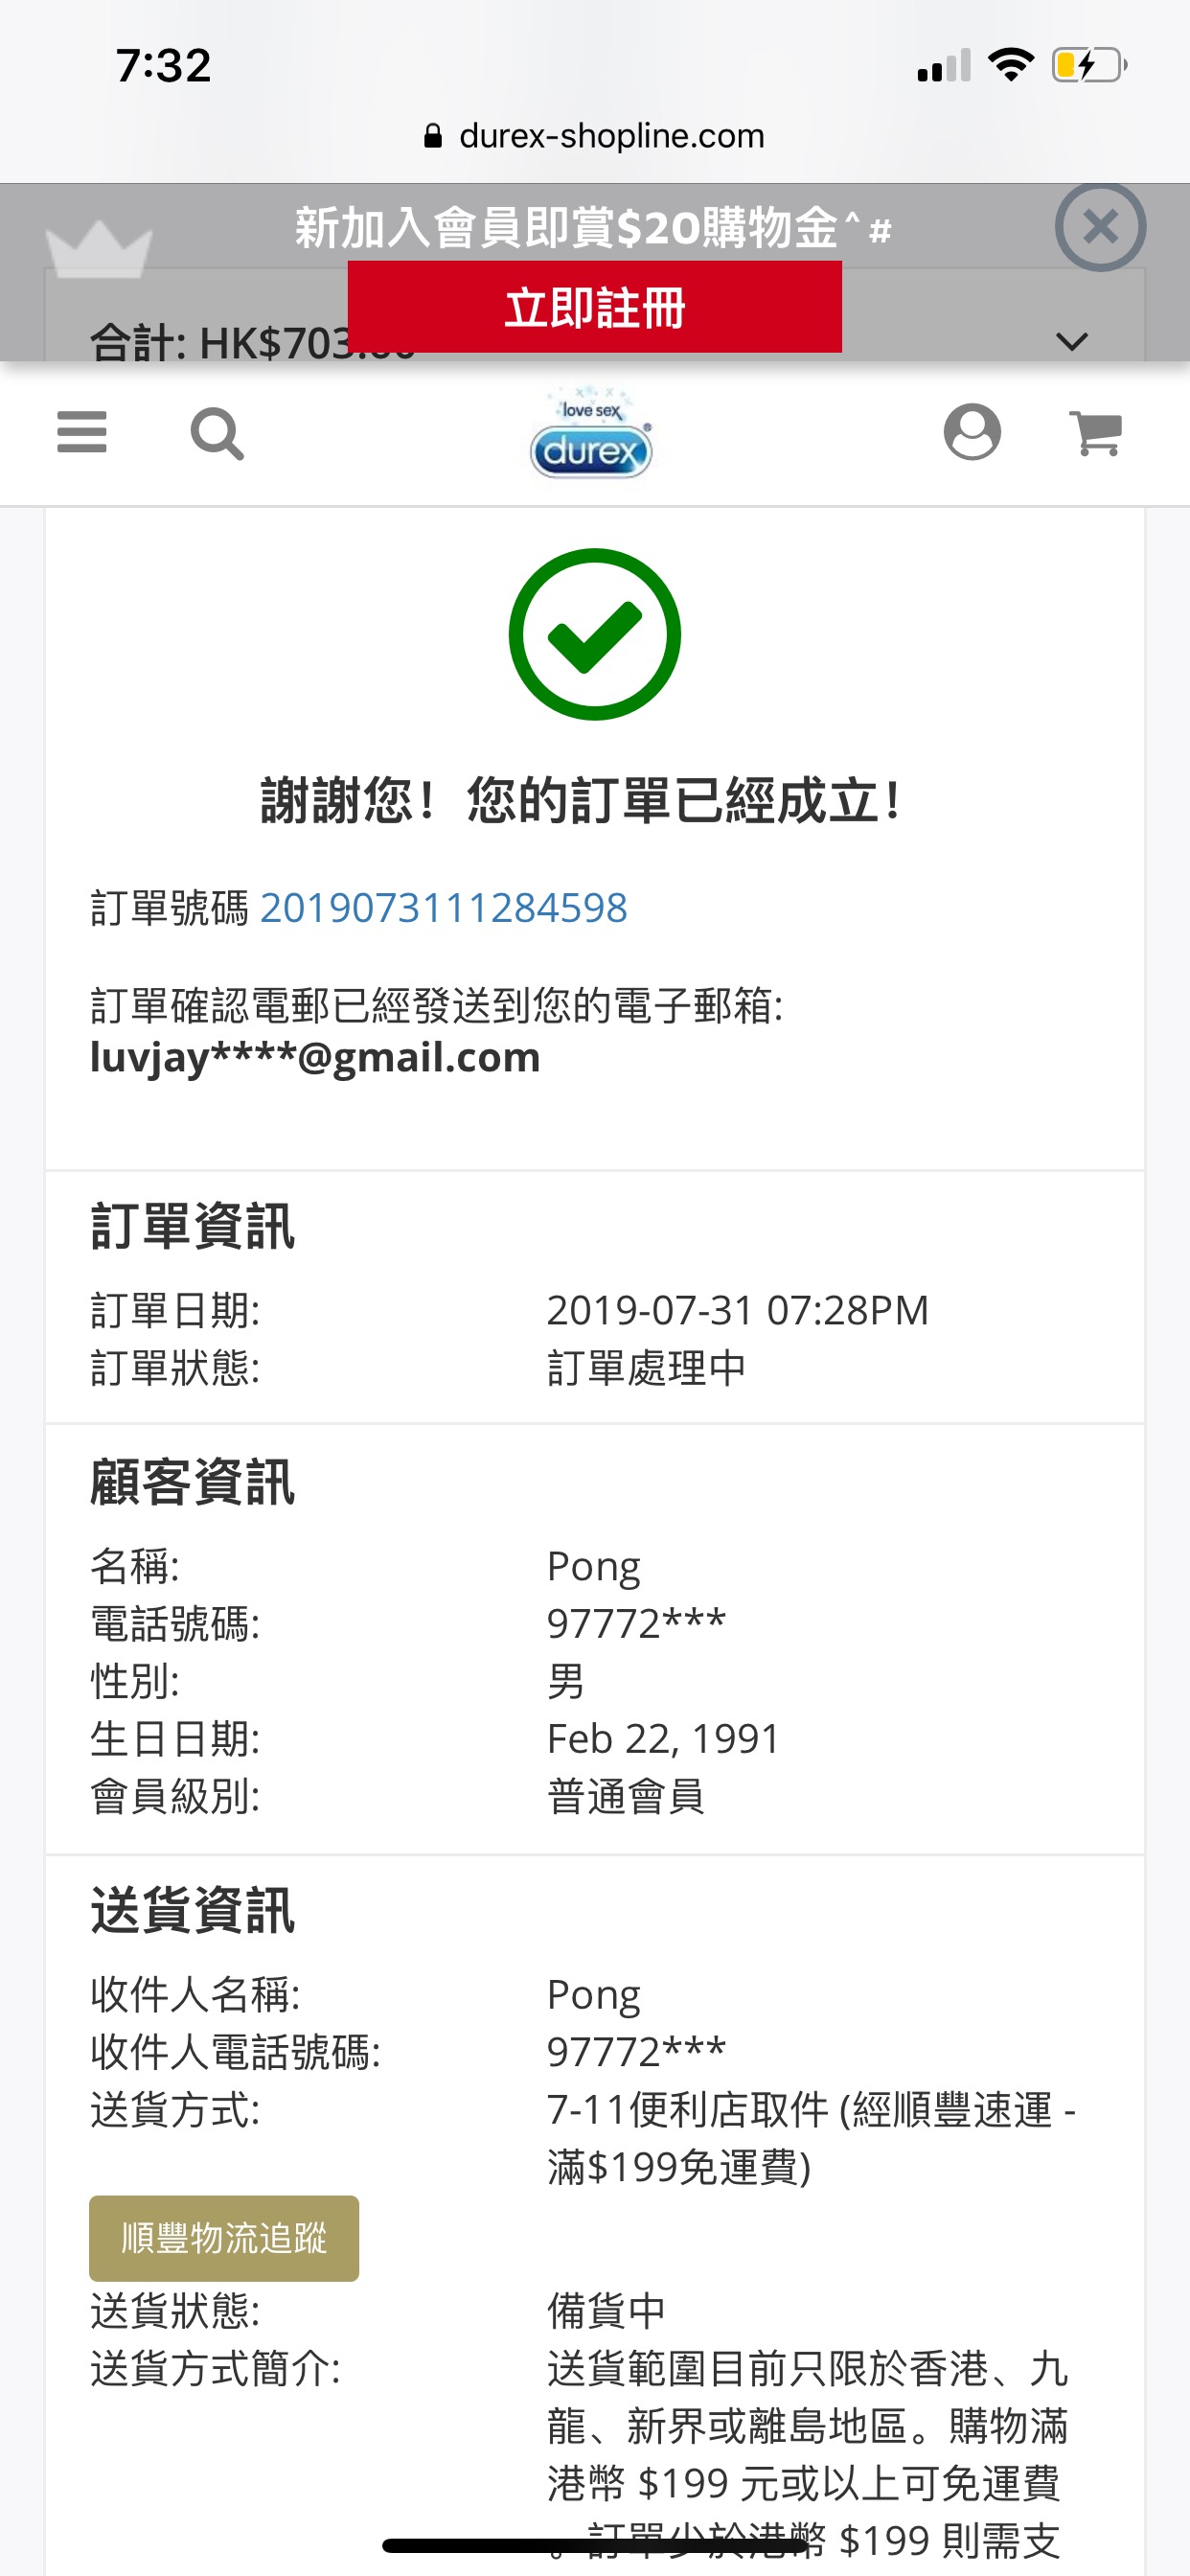 7:32
durex-shopline.com
新加入會員即賞$20購物金^#
立即註冊
合計: HK$703.
love sex
durex®
謝謝您！您的訂單已經成立！
訂單號碼 2019073111284598
訂單確認電郵已經發送到您的電子郵箱:
luvjay****@gmail.com
訂單資訊
訂單日期: 2019-07-31 07:28PM
訂單狀態: 訂單處理中
顧客資訊
名稱: Pong
電話號碼: 97772***
性別: 男
生日日期: Feb 22, 1991
會員級別: 普通會員
送貨資訊
收件人名稱: Pong
收件人電話號碼: 97772***
送貨方式: 7-11便利店取件 (經順豐速運 -
滿$199免運費)
順豐物流追蹤
送貨狀態: 備貨中
送貨方式簡介: 送貨範圍目前只限於香港、九
龍、新界或離島地區。購物滿
港幣 $199 元或以上可免運費
。訂單少於港幣 $199 則需支